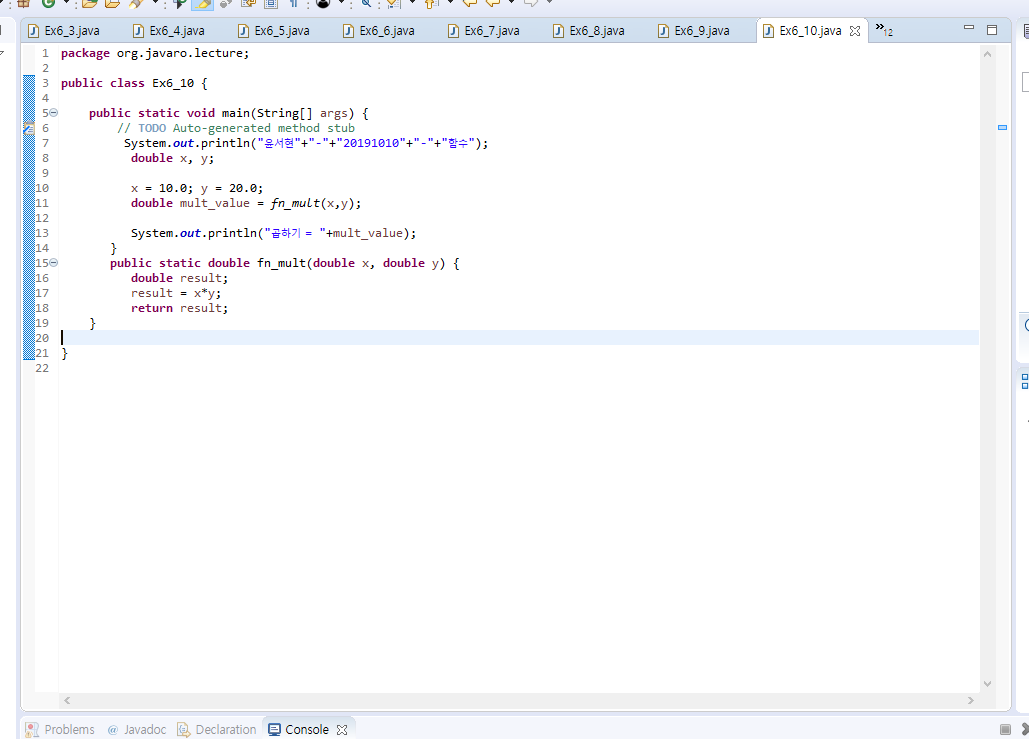 Ex6_3.java Ex6_4.java Ex6_5.java Ex6_6.java Ex6_7.java Ex6_8.java Ex6_9.java Ex6_10.java »12
1 package org.javaro.lecture;
2
3 public class Ex6_10 {
4
5 public static void main(String[] args) {
6 // TODO Auto-generated method stub
7 System.out.println("윤서현"+"-"+"20191010"+"-"+"함수");
8 double x, y;
9
10 x = 10.0; y = 20.0;
11 double mult_value = fn_mult(x,y);
12
13 System.out.println("곱하기 = "+mult_value);
14 }
15 public static double fn_mult(double x, double y) {
16 double result;
17 result = x*y;
18 return result;
19 }
20
21 }
22
Problems @ Javadoc Declaration Console